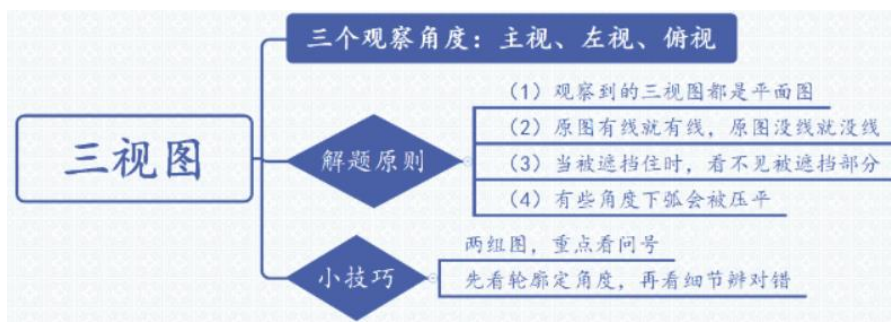 三视图
三个观察角度：主视、左视、俯视
解题原则
（1）观察到的三视图都是平面图
（2）原图有线就有线，原图没线就没线
（3）当被遮挡住时，看不见被遮挡部分
（4）有些角度下弧会被压平
小技巧
两组图，重点看问号
先看轮廓定角度，再看细节辨对错